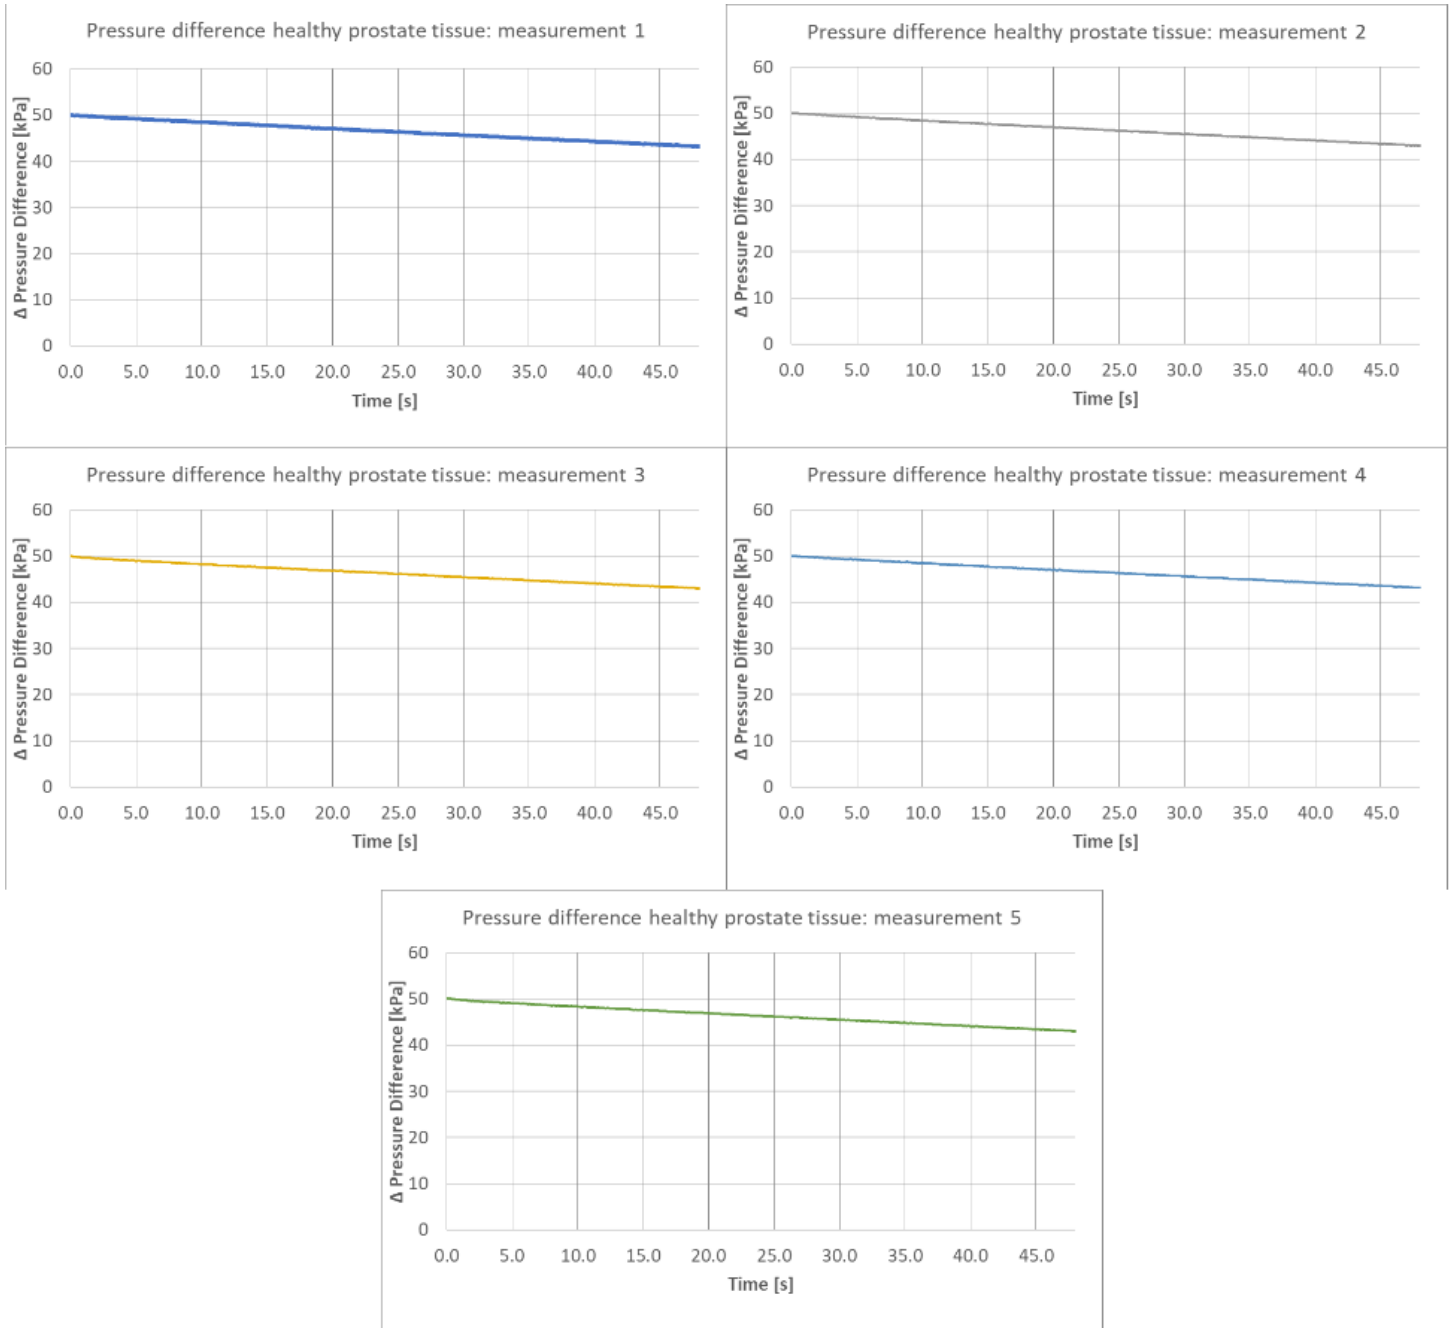 Pressure difference healthy prostate tissue: measurement 1
Δ Pressure Difference [kPa]
60
50
40
30
20
10
0
0.0 5.0 10.0 15.0 20.0 25.0 30.0 35.0 40.0 45.0
Time [s]
Pressure difference healthy prostate tissue: measurement 2
Δ Pressure Difference [kPa]
60
50
40
30
20
10
0
0.0 5.0 10.0 15.0 20.0 25.0 30.0 35.0 40.0 45.0
Time [s]
Pressure difference healthy prostate tissue: measurement 3
Δ Pressure Difference [kPa]
60
50
40
30
20
10
0
0.0 5.0 10.0 15.0 20.0 25.0 30.0 35.0 40.0 45.0
Time [s]
Pressure difference healthy prostate tissue: measurement 4
Δ Pressure Difference [kPa]
60
50
40
30
20
10
0
0.0 5.0 10.0 15.0 20.0 25.0 30.0 35.0 40.0 45.0
Time [s]
Pressure difference healthy prostate tissue: measurement 5
Δ Pressure Difference [kPa]
60
50
40
30
20
10
0
0.0 5.0 10.0 15.0 20.0 25.0 30.0 35.0 40.0 45.0
Time [s]